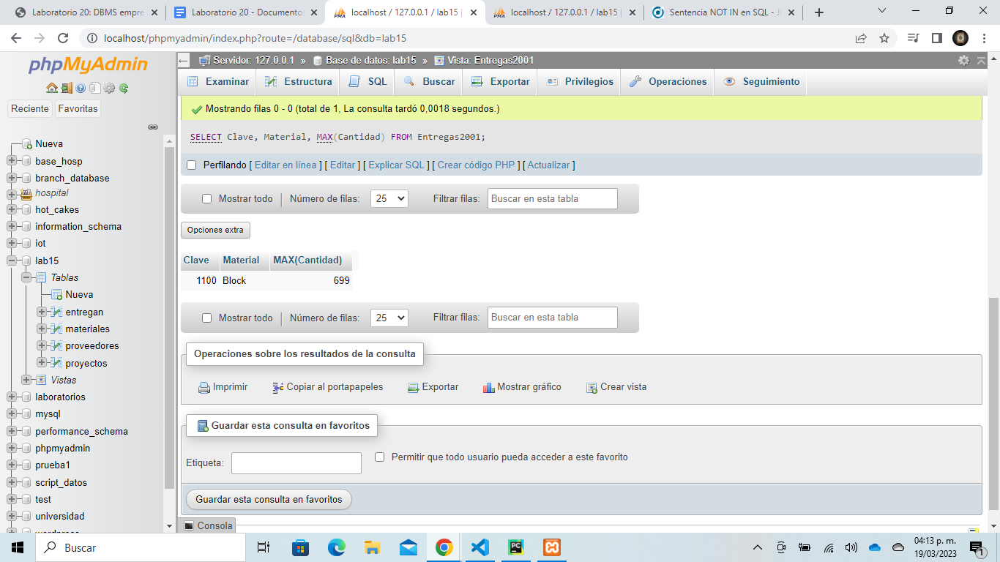 Laboratorio 20: DBMS empre
Laboratorio 20 - Documento
localhost / 127.0.0.1 / lab15 |
localhost / 127.0.0.1 / lab15 |
Sentencia NOT IN en SQL - Jo
localhost/phpmyadmin/index.php?route=/database/sql&db=lab15
phpMyAdmin
Reciente
Favoritas
Nueva
base_hosp
branch_database
hospital
hot_cakes
information_schema
iot
lab15
Tablas
Nueva
entregan
materiales
proveedores
proyectos
Vistas
laboratorios
mysql
performance_schema
phpmyadmin
prueba1
script_datos
test
universidad
Servidor: 127.0.0.1 » Base de datos: lab15 » Vista: Entregas2001
Examinar Estructura SQL Buscar Exportar Privilegios Operaciones Seguimiento
Mostrando filas 0 - 0 (total de 1, La consulta tardó 0,0018 segundos.)
SELECT Clave, Material, MAX(Cantidad) FROM Entregas2001;
Perfilando [ Editar en línea ] [ Editar ] [ Explicar SQL ] [ Crear código PHP ] [ Actualizar ]
Mostrar todo | Número de filas: 25 Filtrar filas: Buscar en esta tabla
Opciones extra
Clave Material MAX(Cantidad)
1100 Block 699
Mostrar todo | Número de filas: 25 Filtrar filas: Buscar en esta tabla
Operaciones sobre los resultados de la consulta
Imprimir Copiar al portapapeles Exportar Mostrar gráfico Crear vista
Guardar esta consulta en favoritos
Etiqueta: Permitir que todo usuario pueda acceder a este favorito
Guardar esta consulta en favoritos
Consola
Buscar
04:13 p. m.
19/03/2023
1